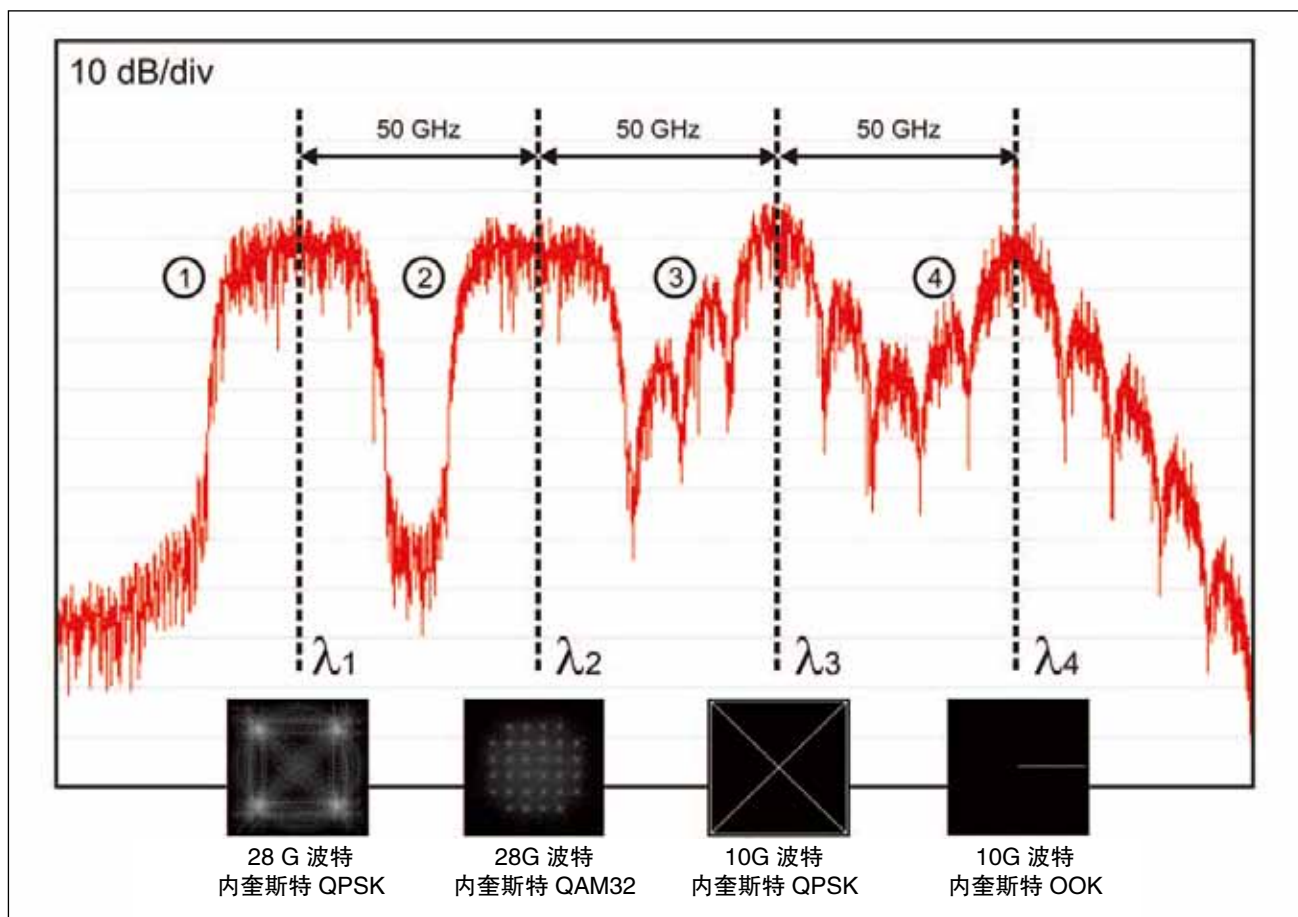 10 dB/div
50 GHz 50 GHz 50 GHz
① ② ③ ④
λ1 λ2 λ3 λ4
28 G 波特
内奎斯特 QPSK
28G 波特
内奎斯特 QAM32
10G 波特
内奎斯特 QPSK
10G 波特
内奎斯特 OOK